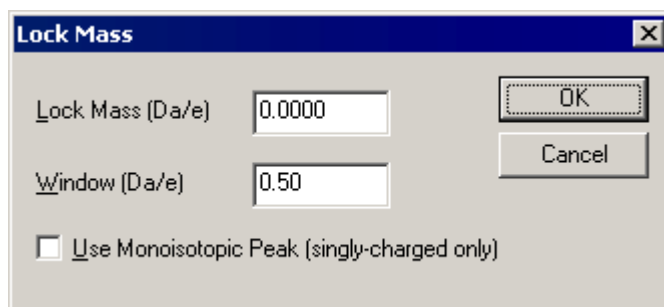 Lock Mass
Lock Mass (Da/e) 0.0000 OK
Window (Da/e) 0.50 Cancel
Use Monoisotopic Peak (singly-charged only)